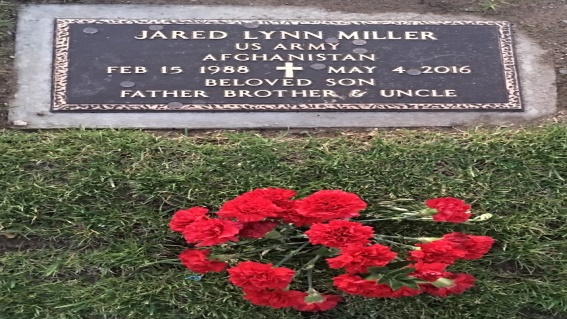 JARED LYNN MILLER
US ARMY
AFGHANISTAN
FEB 15 1988 MAY 4 2016
BELOVED SON
FATHER BROTHER & UNCLE